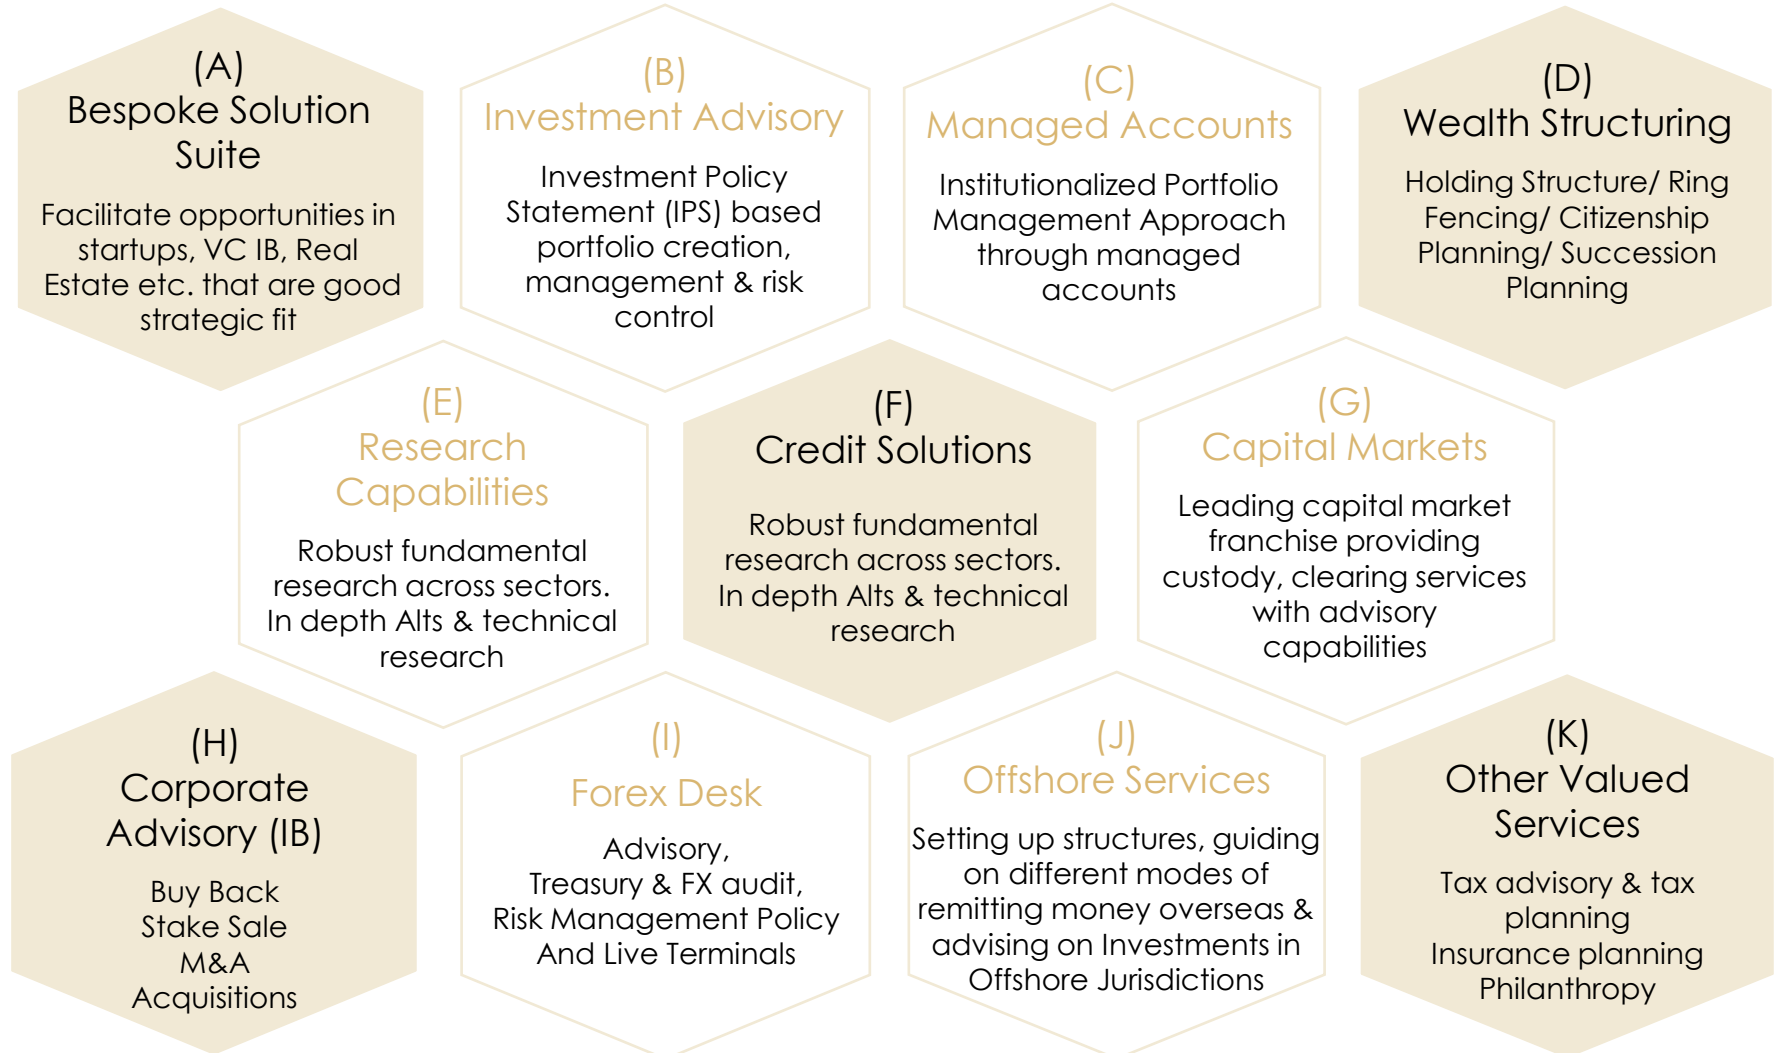 (A)
Bespoke Solution
Suite
Facilitate opportunities in
startups, VC IB, Real
Estate etc. that are good
strategic fit
(B)
Investment Advisory
Investment Policy
Statement (IPS) based
portfolio creation,
management & risk
control
(C)
Managed Accounts
Institutionalized Portfolio
Management Approach
through managed
accounts
(D)
Wealth Structuring
Holding Structure/ Ring
Fencing/ Citizenship
Planning/ Succession
Planning
(E)
Research
Capabilities
Robust fundamental
research across sectors.
In depth Alts & technical
research
(F)
Credit Solutions
Robust fundamental
research across sectors.
In depth Alts & technical
research
(G)
Capital Markets
Leading capital market
franchise providing
custody, clearing services
with advisory
capabilities
(H)
Corporate
Advisory (IB)
Buy Back
Stake Sale
M&A
Acquisitions
(I)
Forex Desk
Advisory,
Treasury & FX audit,
Risk Management Policy
And Live Terminals
(J)
Offshore Services
Setting up structures, guiding
on different modes of
remitting money overseas &
advising on Investments in
Offshore Jurisdictions
(K)
Other Valued
Services
Tax advisory & tax
planning
Insurance planning
Philanthropy